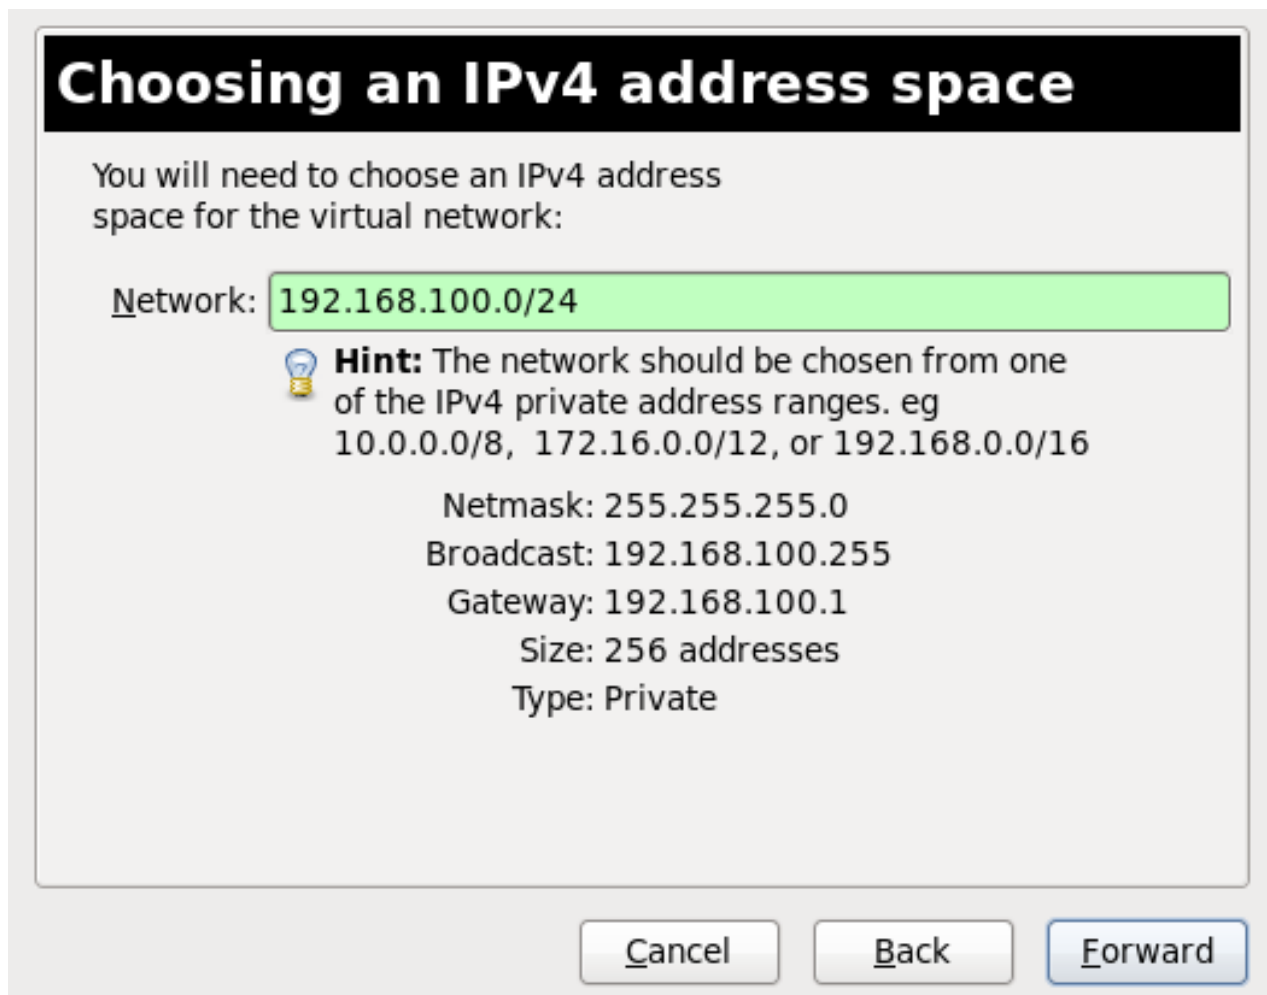 Choosing an IPv4 address space
You will need to choose an IPv4 address
space for the virtual network:
Network: 192.168.100.0/24
Hint: The network should be chosen from one
of the IPv4 private address ranges. eg
10.0.0.0/8,  172.16.0.0/12, or 192.168.0.0/16
Netmask: 255.255.255.0
Broadcast: 192.168.100.255
Gateway: 192.168.100.1
Size: 256 addresses
Type: Private
Cancel Back Forward